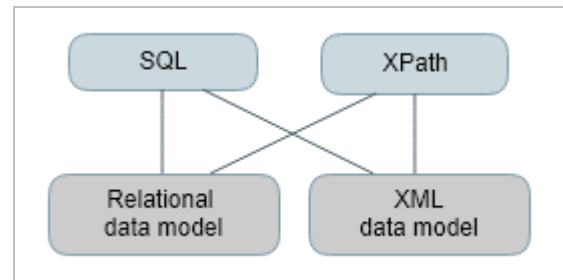 SQL
XPath
Relational
data model
XML
data model